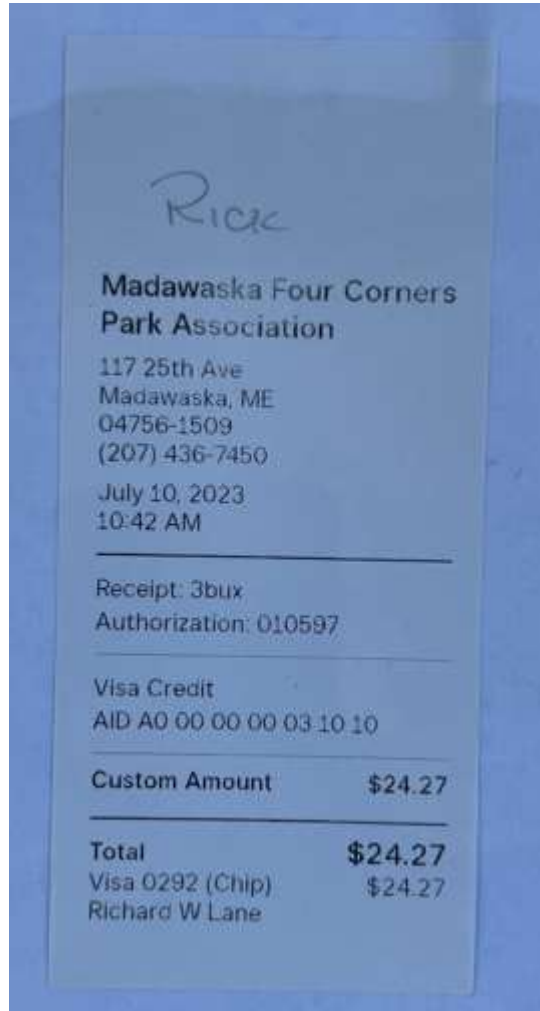 Rick
Madawaska Four Corners
Park Association
117 25th Ave
Madawaska, ME
04756-1509
(207) 436-7450
July 10, 2023
10:42 AM
Receipt: 3bux
Authorization: 010597
Visa Credit
AID A0 00 00 00 03 10 10
Custom Amount $24.27
Total $24.27
Visa 0292 (Chip) $24.27
Richard W Lane